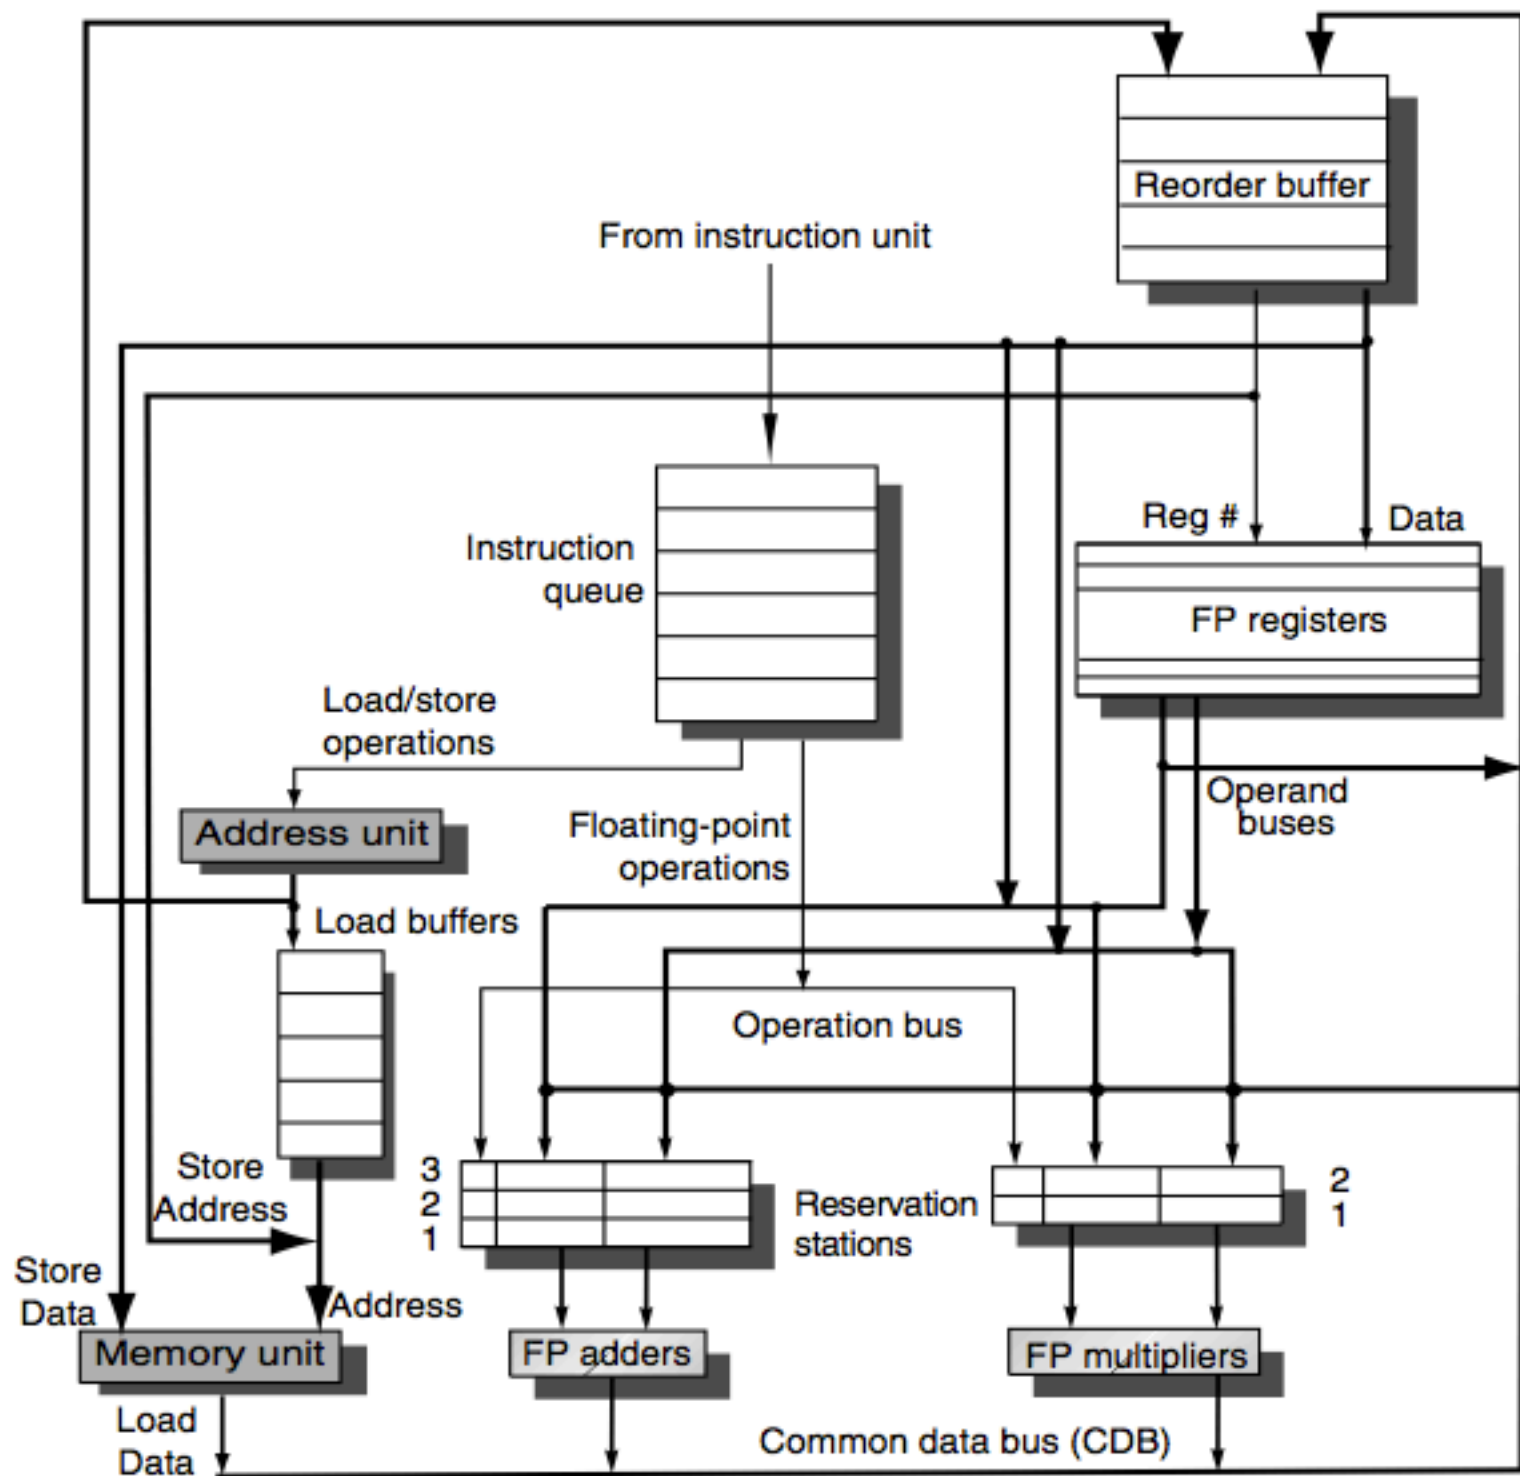 Reorder buffer
From instruction unit
Reg #
Data
Instruction
queue
FP registers
Load/store
operations
Operand
buses
Address unit
Floating-point
operations
Load buffers
Operation bus
Store
Address
3
2
1
Reservation
stations
2
1
Store
Data
Address
Memory unit
FP adders
FP multipliers
Load
Data
Common data bus (CDB)